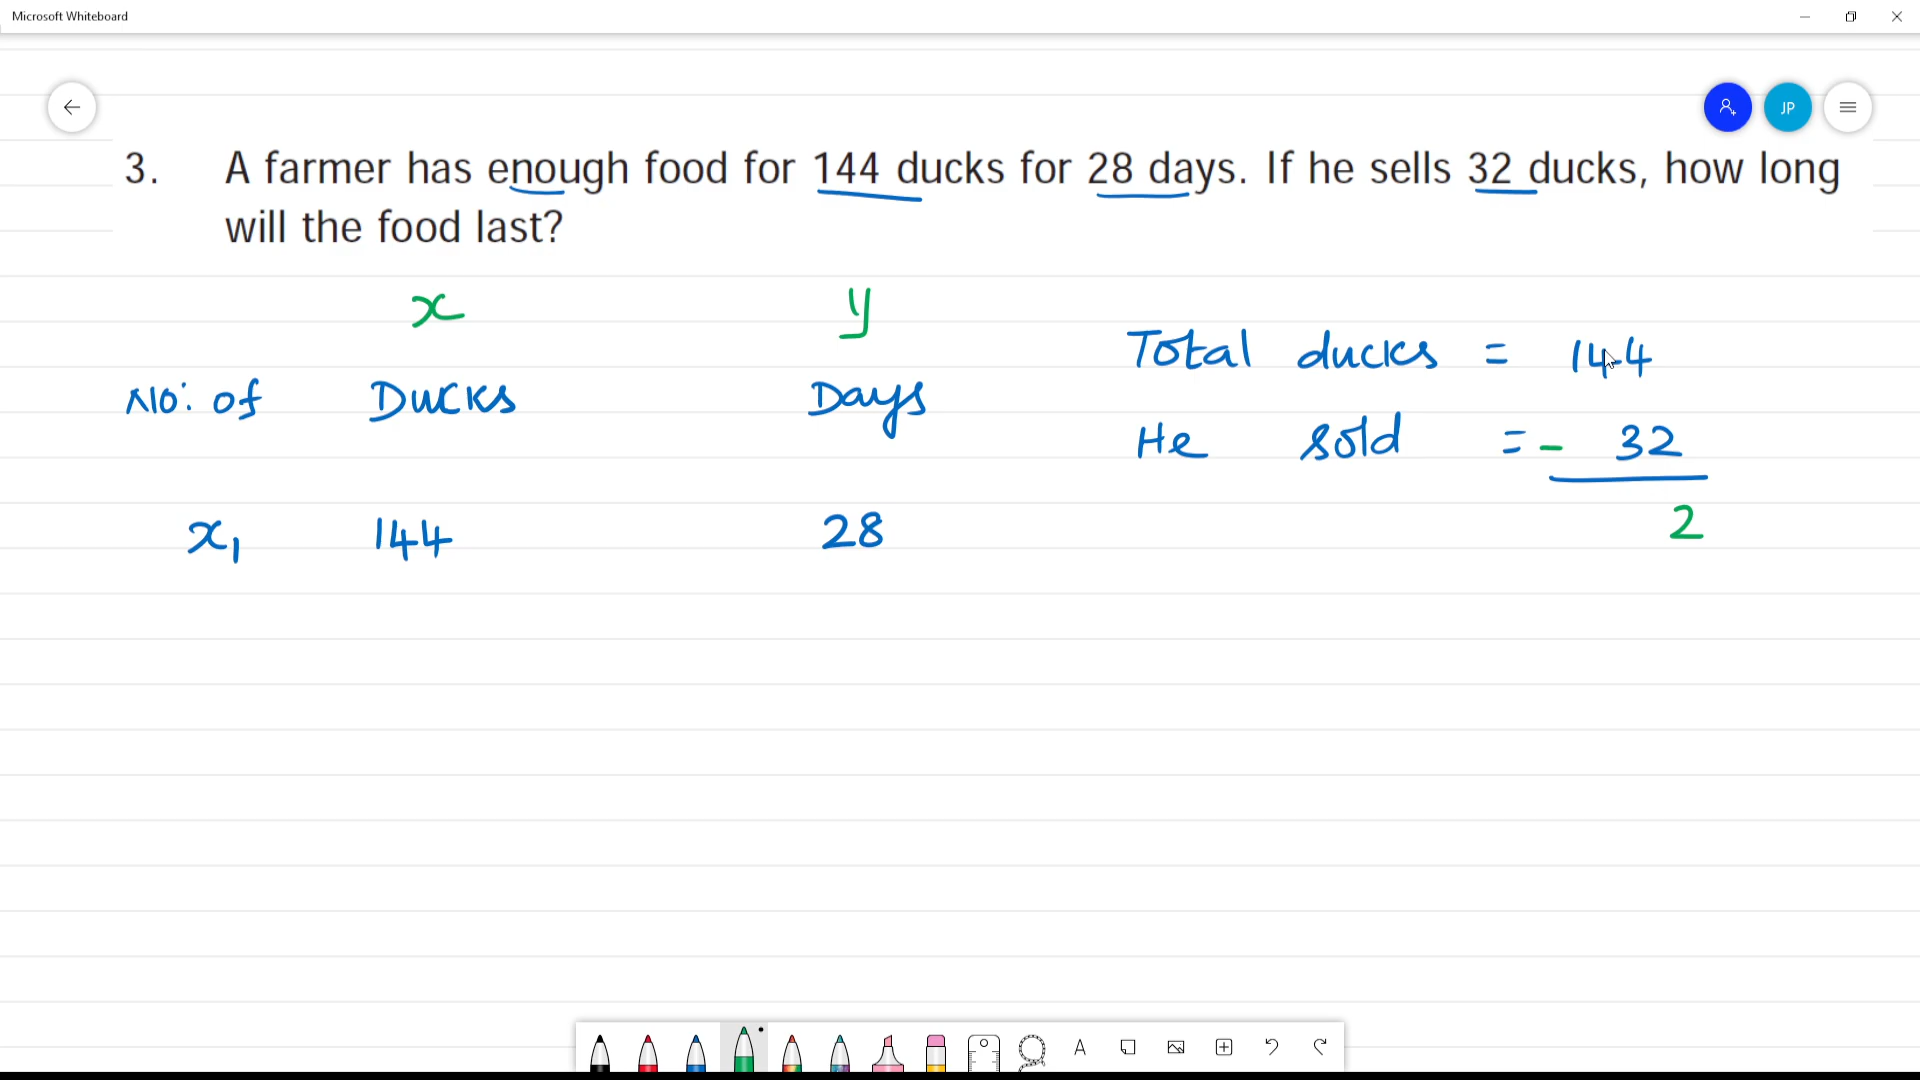 Microsoft Whiteboard
JP
3. A farmer has enough food for 144 ducks for 28 days. If he sells 32 ducks, how long
will the food last?
x y
Total ducks = 144
No: of Ducks Days
He sold = - 32
x₁ 144 28
2
A